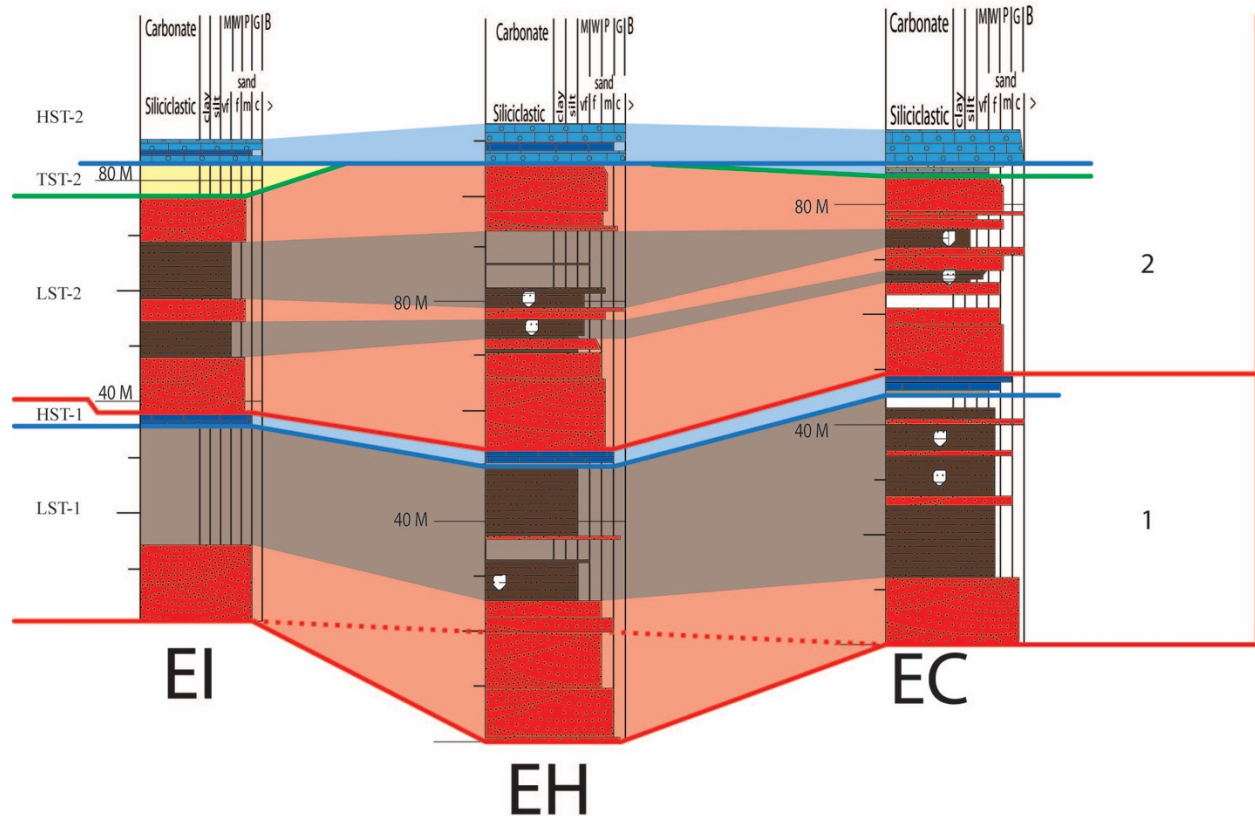 Carbonate M W P G B
sand
Siliciclastic clay silt vf f m c >
Carbonate M W P G B
sand
Siliciclastic clay silt vf f m c >
Carbonate M W P G B
sand
Siliciclastic clay silt vf f m c >
HST-2
TST-2
80 M
80 M
LST-2
80 M
2
40 M
HST-1
40 M
LST-1
40 M
1
EI
EC
EH